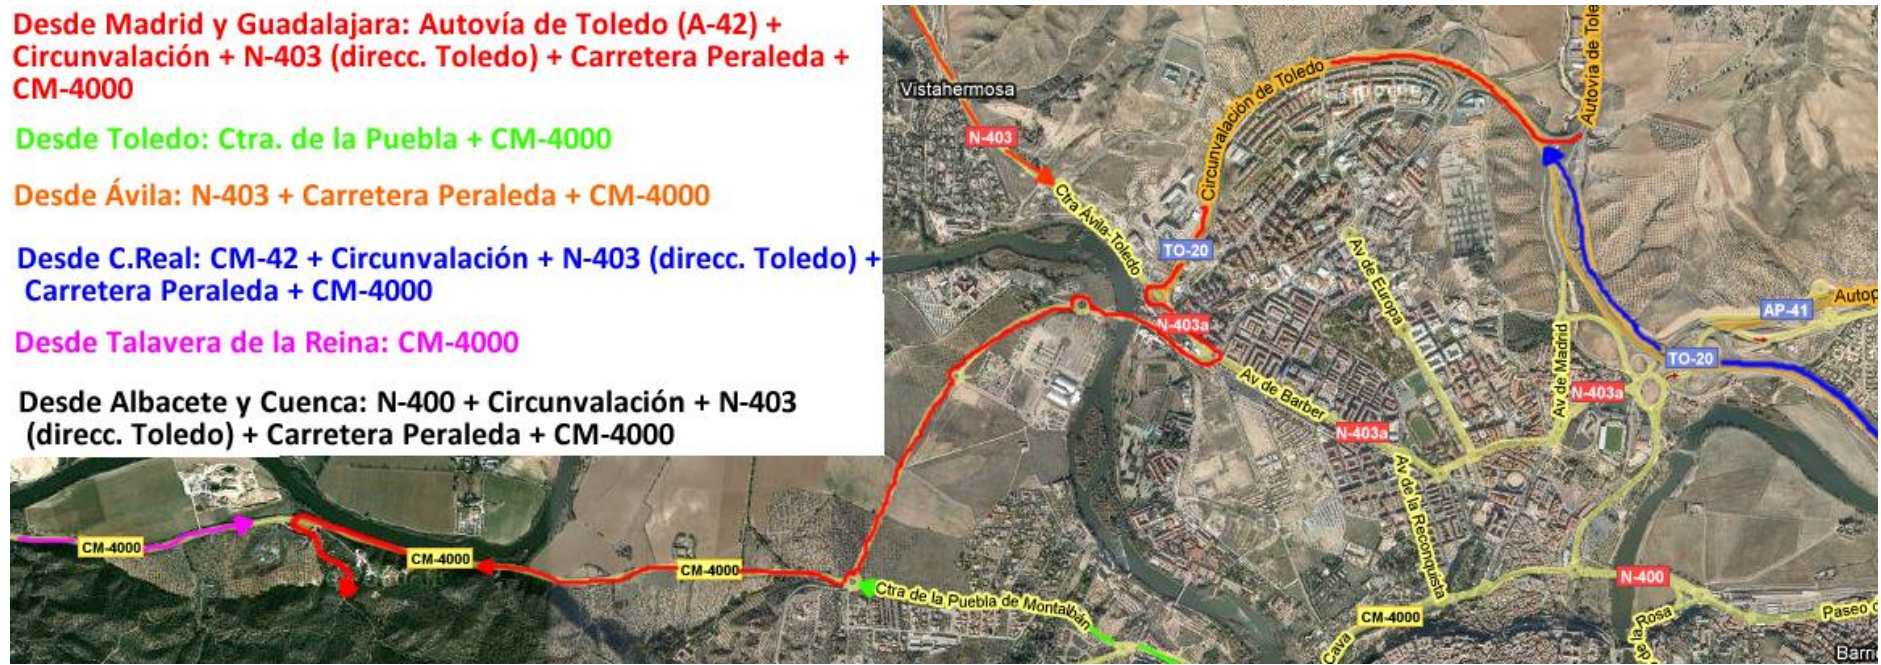 Desde Madrid y Guadalajara: Autovía de Toledo (A-42) +
Circunvalación + N-403 (direcc. Toledo) + Carretera Peraleda +
CM-4000
Desde Toledo: Ctra. de la Puebla + CM-4000
Desde Ávila: N-403 + Carretera Peraleda + CM-4000
Desde C.Real: CM-42 + Circunvalación + N-403 (direcc. Toledo) +
Carretera Peraleda + CM-4000
Desde Talavera de la Reina: CM-4000
Desde Albacete y Cuenca: N-400 + Circunvalación + N-403
(direcc. Toledo) + Carretera Peraleda + CM-4000
Vistahermosa
N-403
Ctra Ávila-Toledo
Circunvalación de Toledo
Autovía de Tole
TO-20
N-403a
Av de Europa
AP-41
Autop
TO-20
Av de Madrid
N-403a
Av de Barber
N-403a
Av de la Reconquista
CM-4000
CM-4000
CM-4000
Ctra de la Puebla de Montalbán
N-400
CM-4000
Cava
de la Rosa
Paseo d
Barri